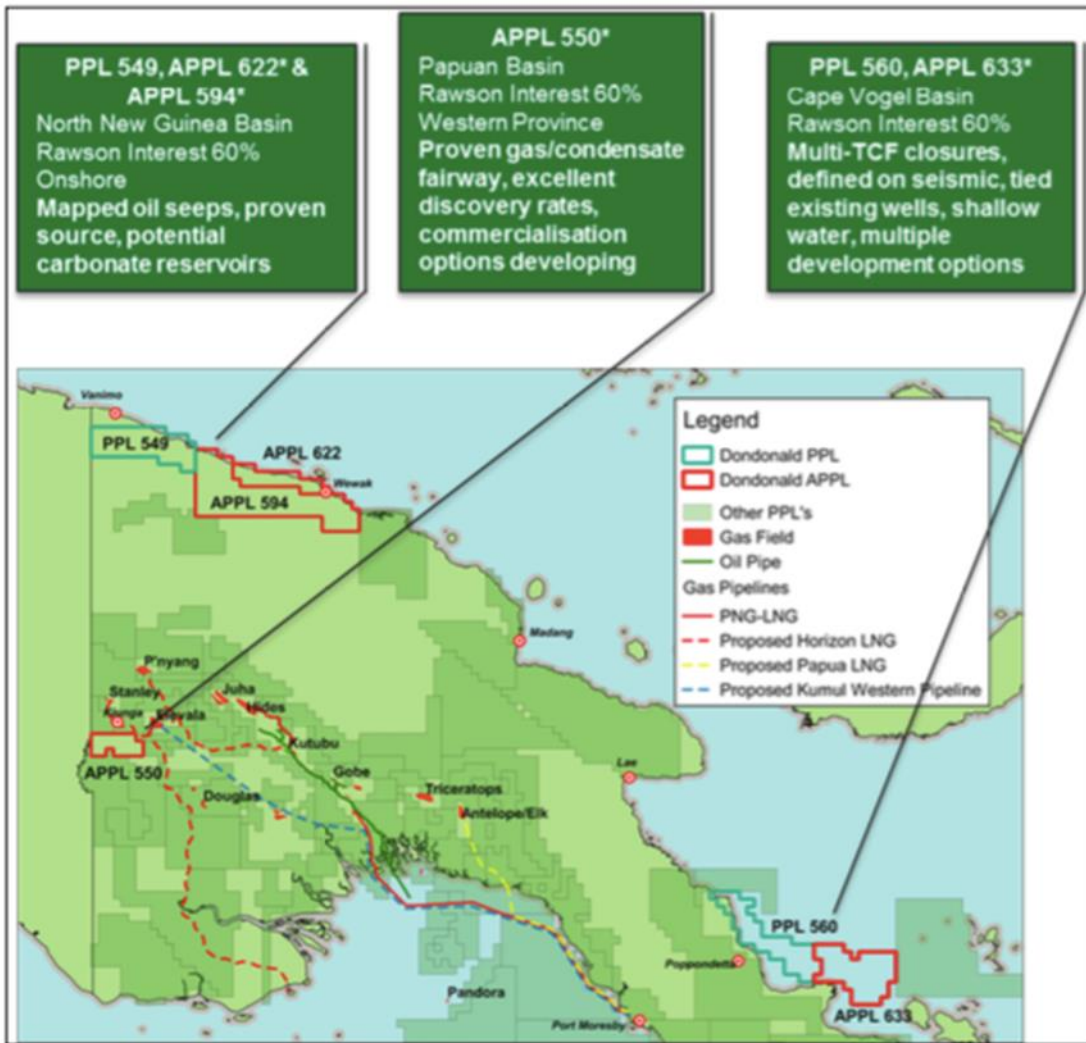 PPL 549, APPL 622* &
APPL 594*
North New Guinea Basin
Rawson Interest 60%
Onshore
Mapped oil seeps, proven
source, potential
carbonate reservoirs
APPL 550*
Papuan Basin
Rawson Interest 60%
Western Province
Proven gas/condensate
fairway, excellent
discovery rates,
commercialisation
options developing
PPL 560, APPL 633*
Cape Vogel Basin
Rawson Interest 60%
Multi-TCF closures,
defined on seismic, tied
existing wells, shallow
water, multiple
development options
Vanimo
PPL 549
APPL 622
Wewak
APPL 594
Legend
Dondonald PPL
Dondonald APPL
Other PPL's
Gas Field
Oil Pipe
Gas Pipelines
PNG-LNG
Proposed Horizon LNG
Proposed Papua LNG
Proposed Kumul Western Pipeline
Madang
P'nyang
Stanley
Juha
Hides
Kutubu
APPL 550
Gobe
Douglas
Triceratops
Antelope/Elk
Lae
PPL 560
Poppondetta
APPL 633
Pandora
Port Moresby